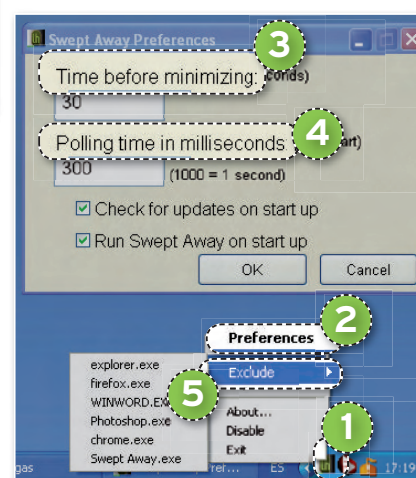 Swept Away Preferences
3
Time before minimizing: conds)
30
Polling time in milliseconds 4 art)
300
(1000 = 1 second)
Check for updates on start up
Run Swept Away on start up
OK Cancel
2
Preferences
explorer.exe
Exclude
firefox.exe
5
WINWORD.EX
About...
Photoshop.exe
1
Disable
chrome.exe
Exit
Swept Away.exe
gas
ES
17:19